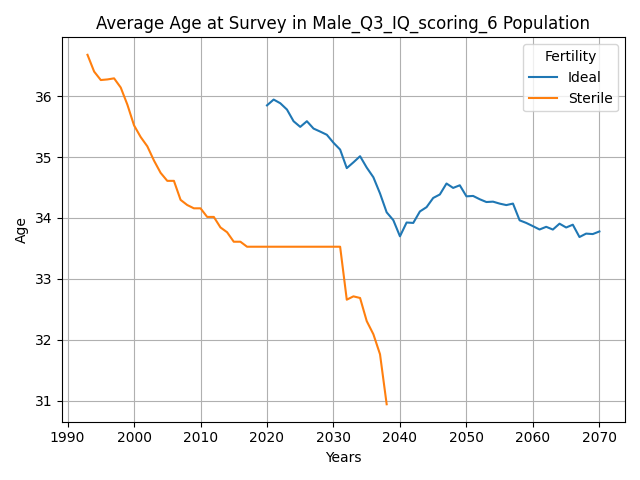 Average Age at Survey in Male_Q3_IQ_scoring_6 Population
Fertility
Ideal
Sterile
Age
36
35
34
33
32
31
1990 2000 2010 2020 2030 2040 2050 2060 2070
Years